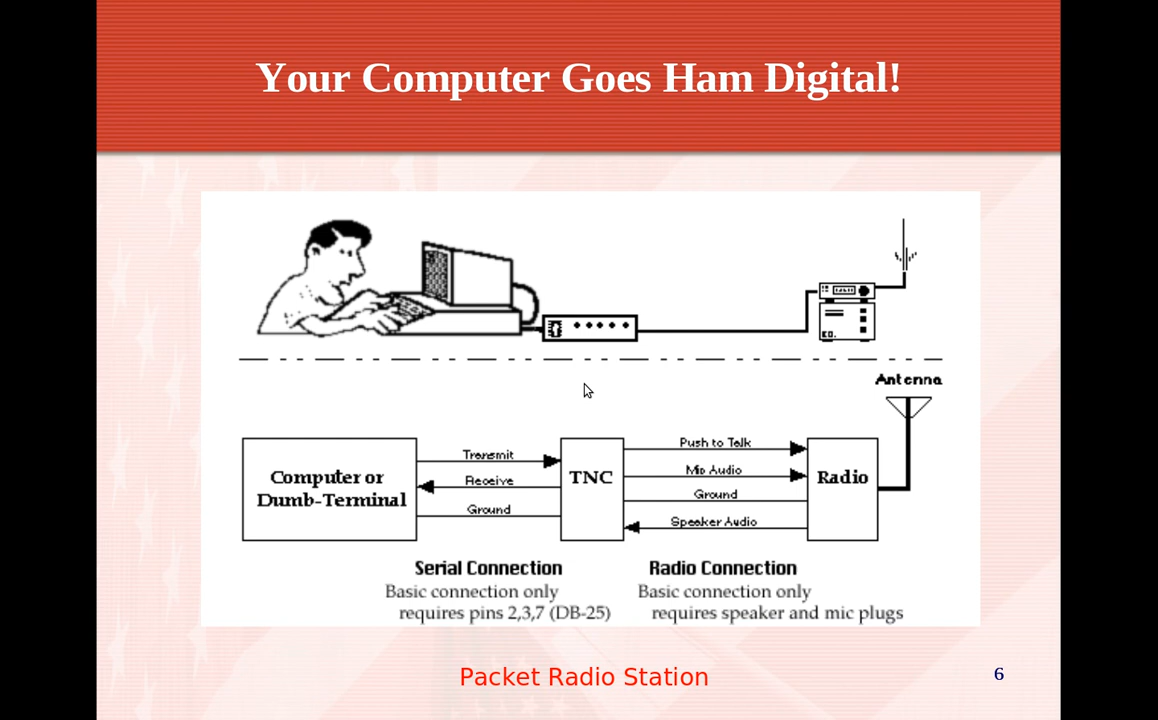 Your Computer Goes Ham Digital!
Antenna
Computer or
Dumb-Terminal
Transmit
Receive
Ground
TNC
Push to Talk
Mic Audio
Ground
Speaker Audio
Radio
Serial Connection
Basic connection only
requires pins 2,3,7 (DB-25)
Radio Connection
Basic connection only
requires speaker and mic plugs
Packet Radio Station
6